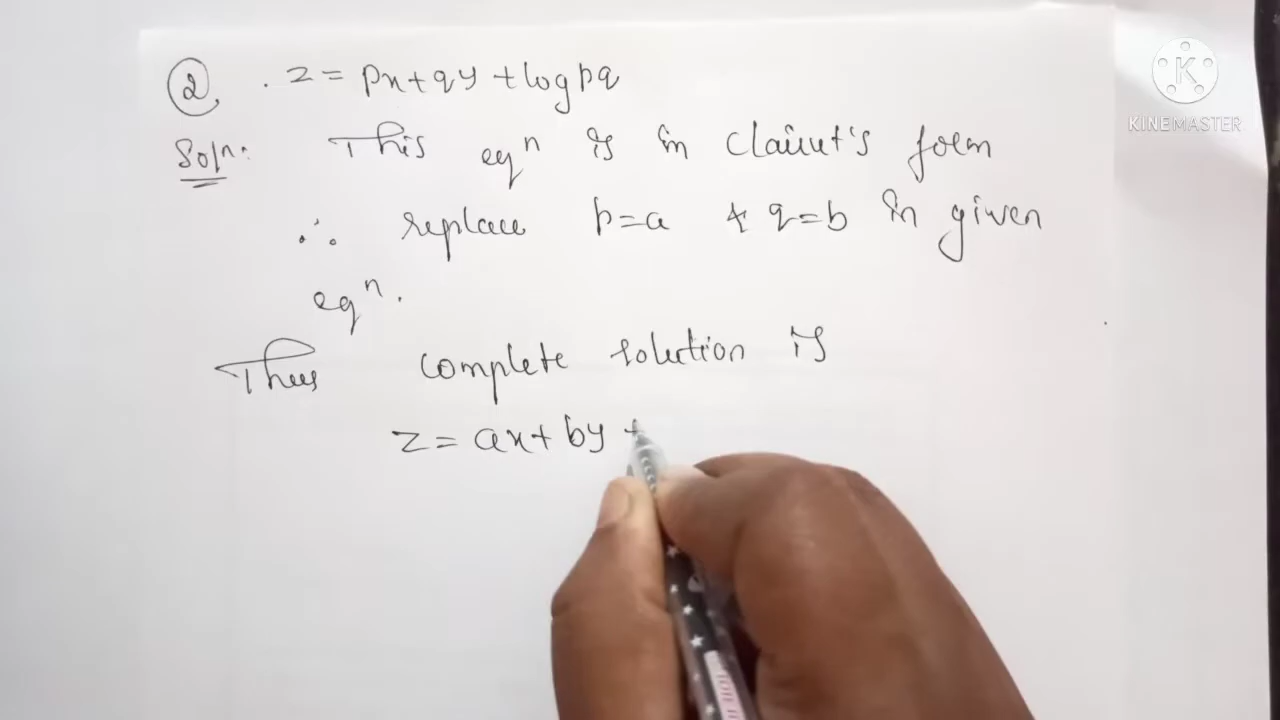 ②. z = px + qy + log pq
KINEMASTER
Solⁿ: This eqⁿ is in Claiut's form
∴ replace p=a & q=b in given
eqⁿ.
Thus complete solution is
z = ax + by +